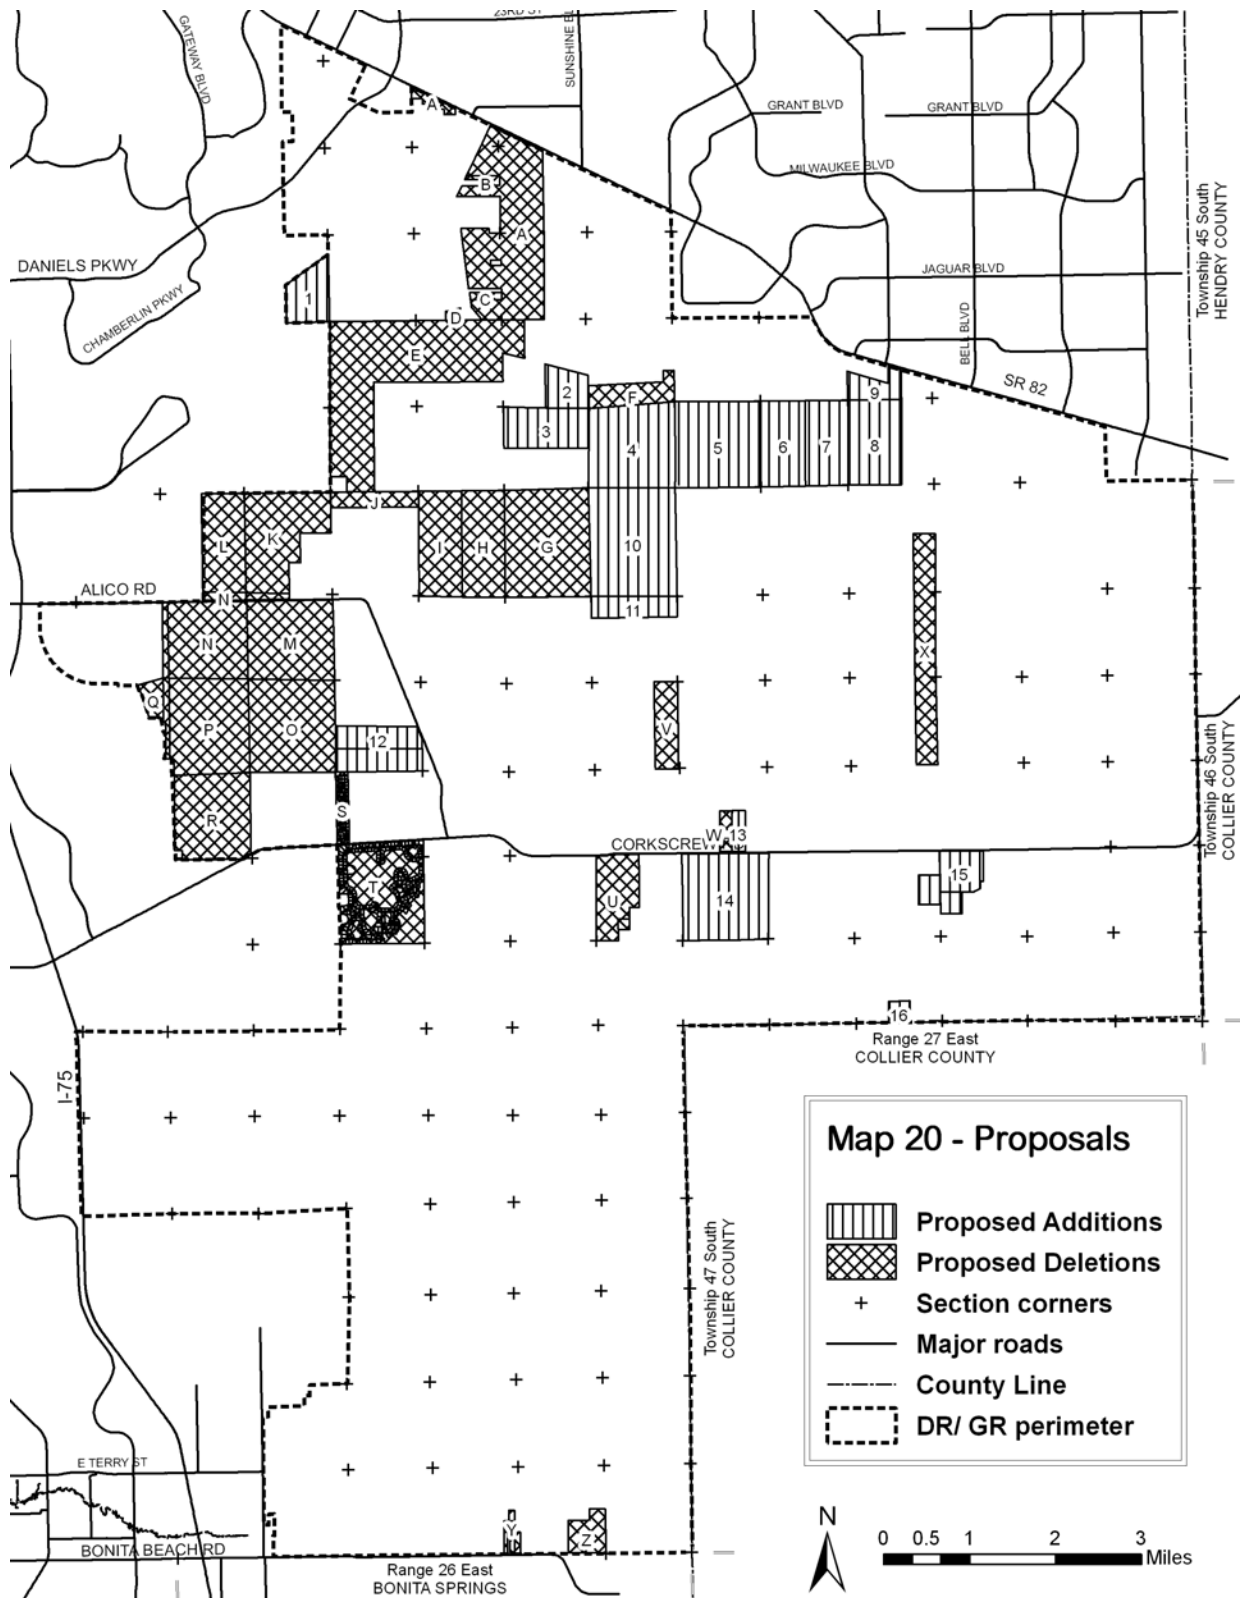 23RD ST
GATEWAY BLVD
SUNSHINE BL
A
GRANT BLVD
GRANT BLVD
MILWAUKEE BLVD
B
A
Township 45 South
HENDRY COUNTY
DANIELS PKWY
JAGUAR BLVD
1
C
CHAMBERLIN PKWY
D
BELL BLVD
E
SR 82
2
F
9
3
4
5
6
7
8
J
L
K
I
H
G
10
ALICO RD
N
11
N
M
X
Q
P
O
12
V
Township 46 South
COLLIER COUNTY
S
R
CORKSCREW
W
13
T
U
14
15
16
Range 27 East
COLLIER COUNTY
I-75
Map 20 - Proposals
Proposed Additions
Proposed Deletions
Section corners
Major roads
County Line
DR/ GR perimeter
Township 47 South
COLLIER COUNTY
E TERRY ST
Y
Z
BONITA BEACH RD
Range 26 East
BONITA SPRINGS
N
0 0.5 1 2 3
Miles